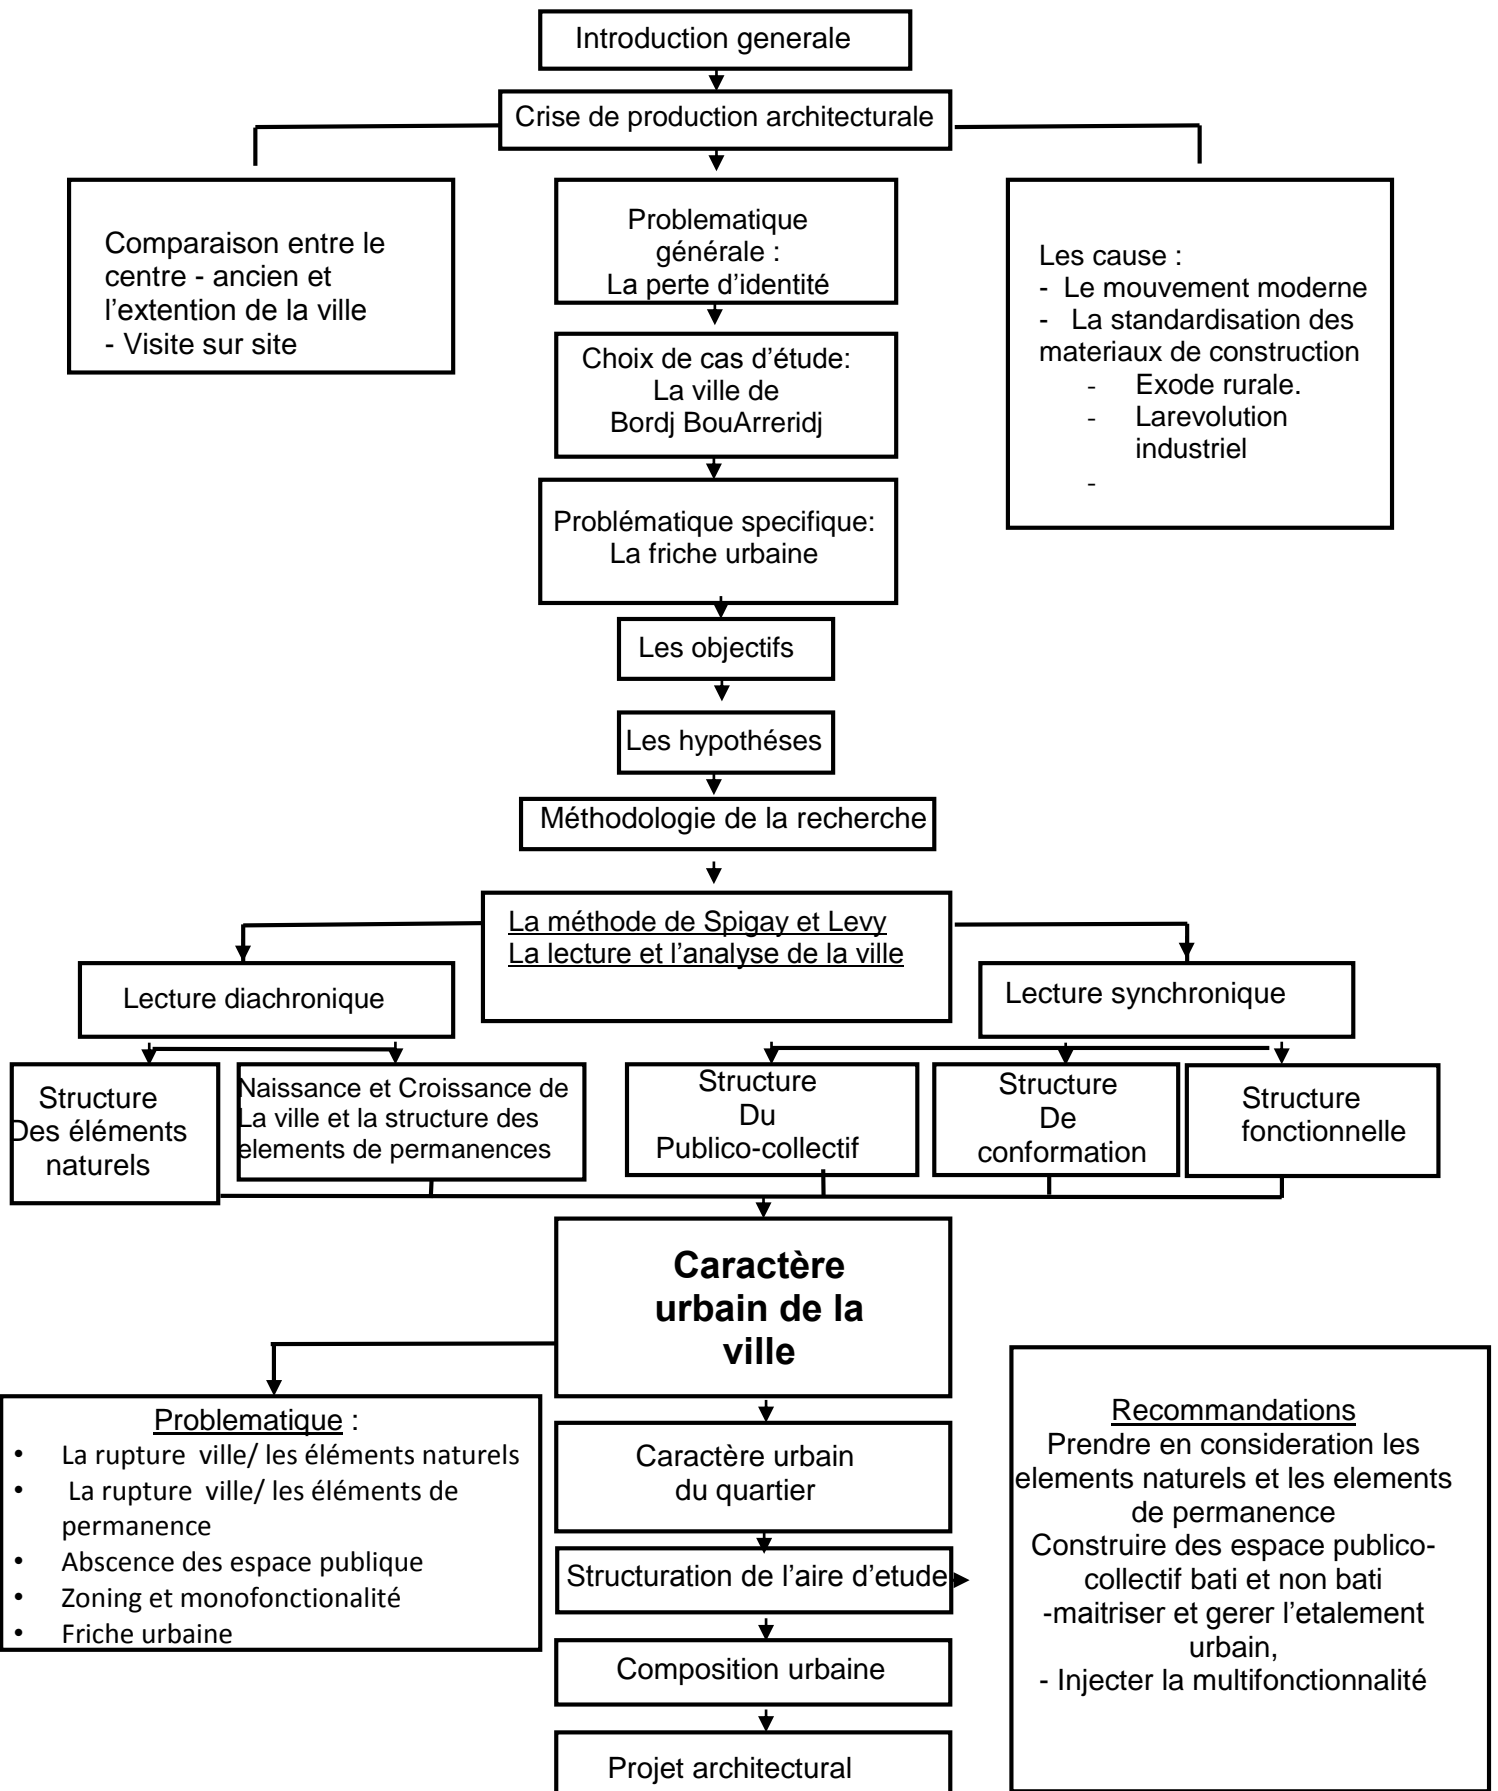 Introduction generale
Crise de production architecturale
Comparaison entre le
centre - ancien et
l’extention de la ville
- Visite sur site
Problematique
générale :
La perte d’identité
Les cause :
- Le mouvement moderne
- La standardisation des
materiaux de construction
- Exode rurale.
- Larevolution
industriel
-
Choix de cas d’étude:
La ville de
Bordj BouArreridj
Problématique specifique:
La friche urbaine
Les objectifs
Les hypothéses
Méthodologie de la recherche
La méthode de Spigay et Levy
La lecture et l’analyse de la ville
Lecture diachronique
Lecture synchronique
Structure
Des éléments
naturels
Naissance et Croissance de
La ville et la structure des
elements de permanences
Structure
Du
Publico-collectif
Structure
De
conformation
Structure
fonctionnelle
Caractère
urbain de la
ville
Problematique :
• La rupture ville/ les éléments naturels
• La rupture ville/ les éléments de
permanence
• Abscence des espace publique
• Zoning et monofonctionalité
• Friche urbaine
Caractère urbain
du quartier
Structuration de l’aire d’etude
Composition urbaine
Projet architectural
Recommandations
Prendre en consideration les
elements naturels et les elements
de permanence
Construire des espace publico-
collectif bati et non bati
-maitriser et gerer l’etalement
urbain,
- Injecter la multifonctionnalité